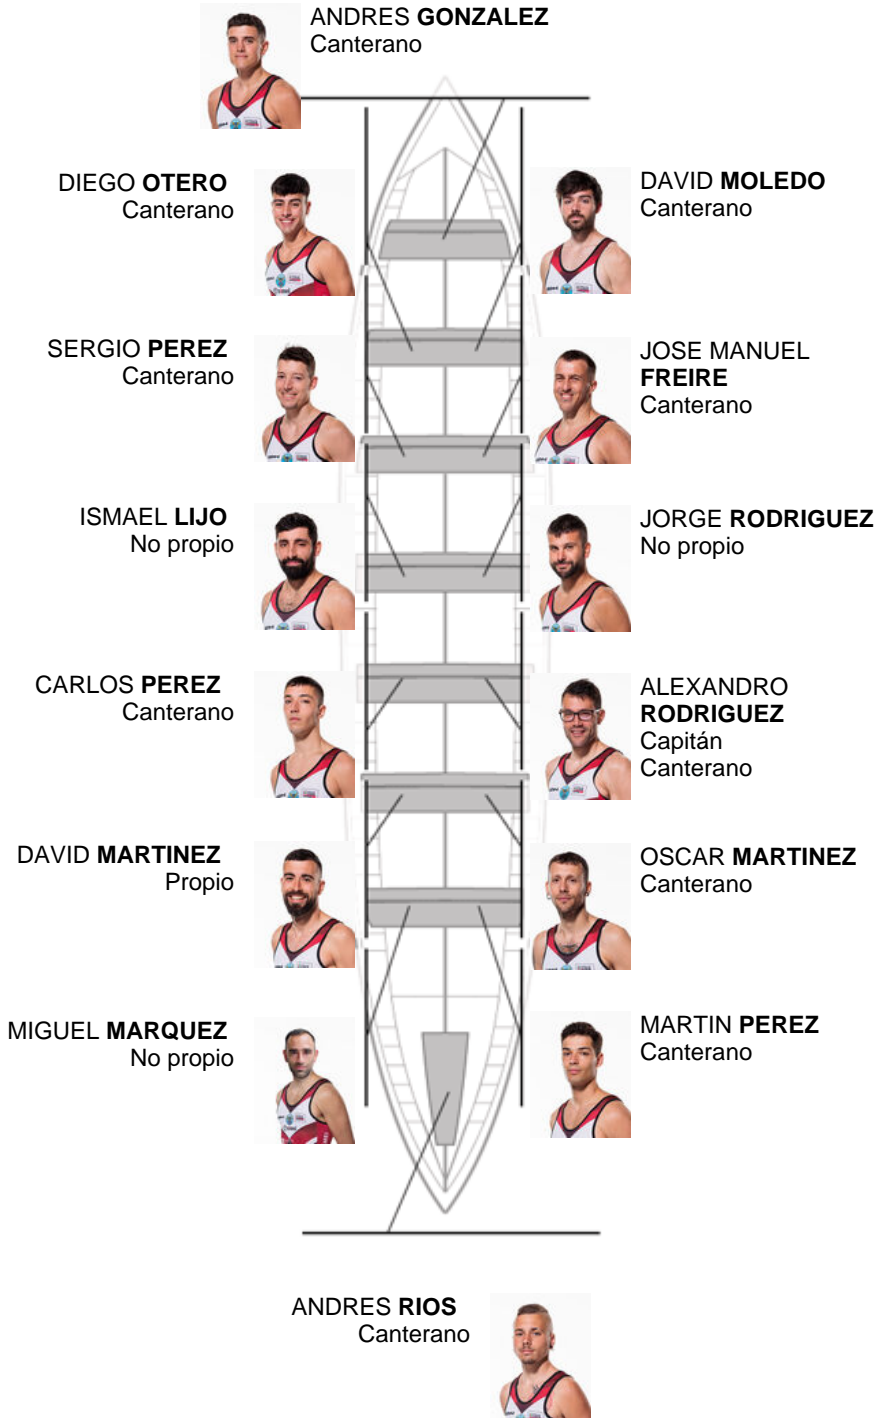 ANDRES GONZALEZ
Canterano
DIEGO OTERO
Canterano
DAVID MOLEDO
Canterano
SERGIO PEREZ
Canterano
JOSE MANUEL
FREIRE
Canterano
ISMAEL LIJO
No propio
JORGE RODRIGUEZ
No propio
CARLOS PEREZ
Canterano
ALEXANDRO
RODRIGUEZ
Capitán
Canterano
DAVID MARTINEZ
Propio
OSCAR MARTINEZ
Canterano
MIGUEL MARQUEZ
No propio
MARTIN PEREZ
Canterano
ANDRES RIOS
Canterano